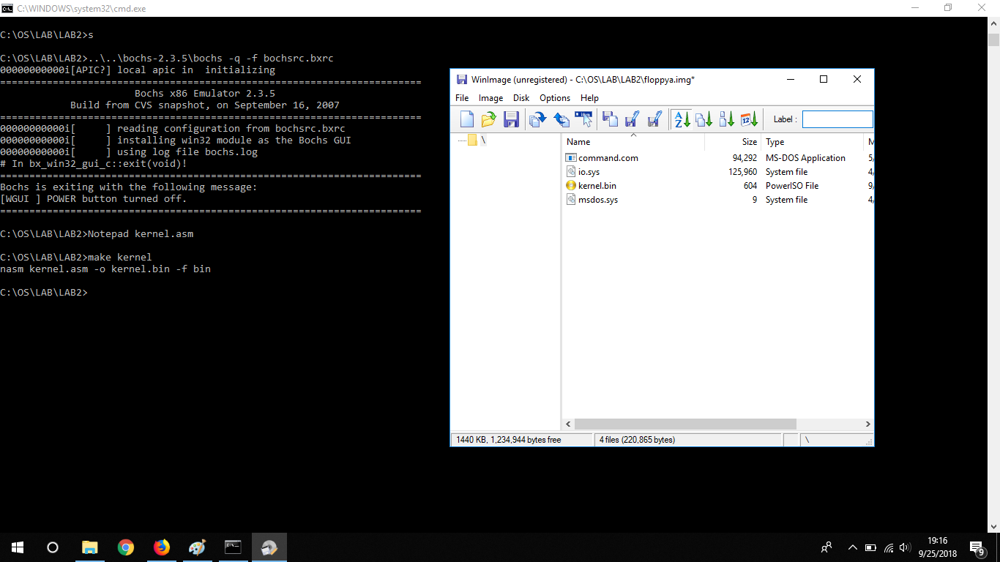 C:\WINDOWS\system32\cmd.exe
C:\OS\LAB\LAB2>s
C:\OS\LAB\LAB2>..\..\bochs-2.3.5\bochs -q -f bochsrc.bxrc
00000000000i[APIC?] local apic in  initializing
========================================================================
Bochs x86 Emulator 2.3.5
Build from CVS snapshot, on September 16, 2007
========================================================================
00000000000i[     ] reading configuration from bochsrc.bxrc
00000000000i[     ] installing win32 module as the Bochs GUI
00000000000i[     ] using log file bochs.log
# In bx_win32_gui_c::exit(void)!
========================================================================
Bochs is exiting with the following message:
[WGUI ] POWER button turned off.
========================================================================
C:\OS\LAB\LAB2>Notepad kernel.asm
C:\OS\LAB\LAB2>make kernel
nasm kernel.asm -o kernel.bin -f bin
C:\OS\LAB\LAB2>
WinImage (unregistered) - C:\OS\LAB\LAB2\floppya.img*
File Image Disk Options Help
Label :
\
Name Size Type M
command.com 94,292 MS-DOS Application 5/
io.sys 125,960 System file 4/
kernel.bin 604 PowerISO File 9/
msdos.sys 9 System file 4/
1440 KB, 1,234,944 bytes free 4 files (220,865 bytes) \
19:16
9/25/2018
9